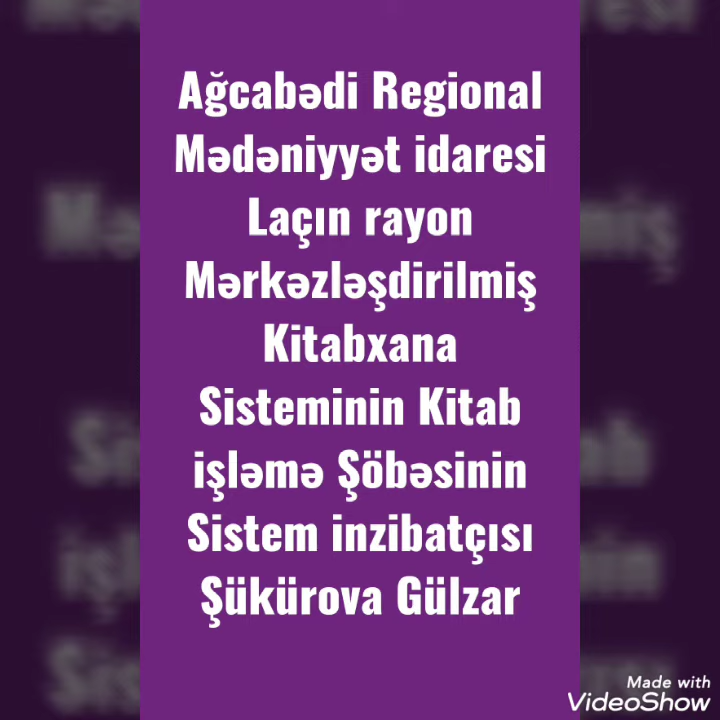 Ağcabədi Regional
Mədəniyyət idaresi
Laçın rayon
Mərkəzləşdirilmiş
Kitabxana
Sisteminin Kitab
işləmə Şöbəsinin
Sistem inzibatçısı
Şükürova Gülzar
Made with
VideoShow